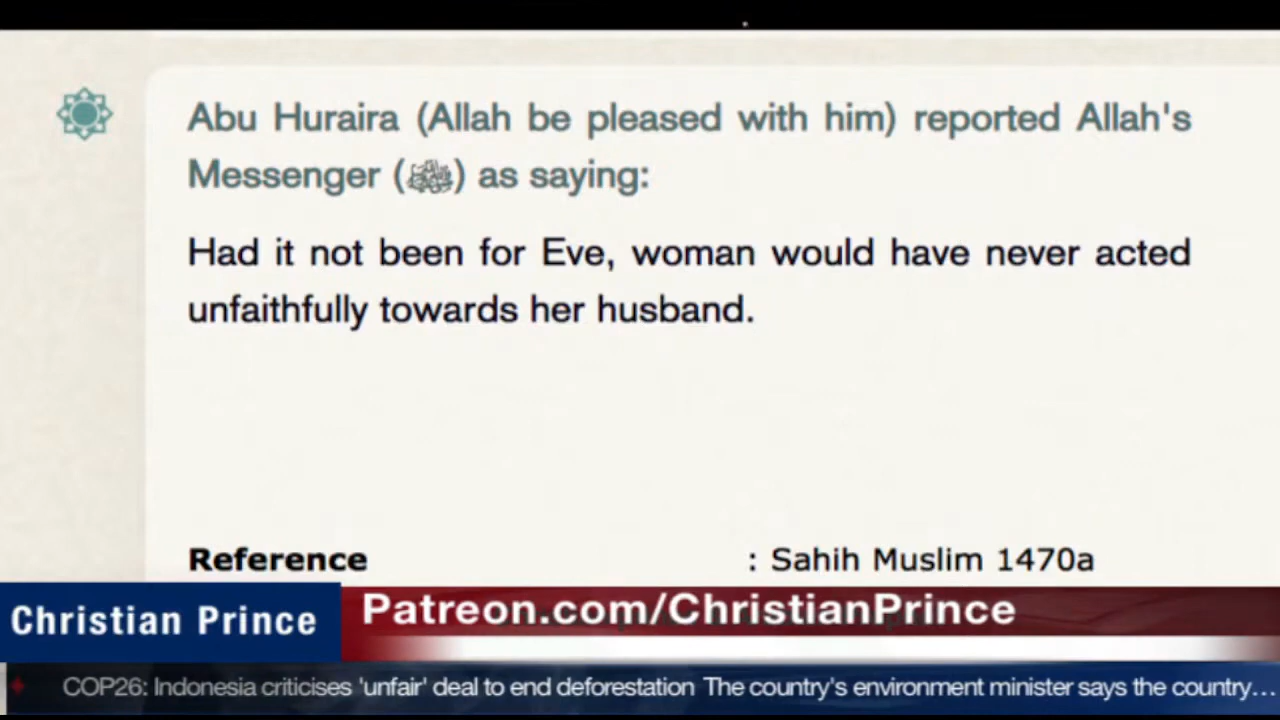 Abu Huraira (Allah be pleased with him) reported Allah's
Messenger (ﷺ) as saying:
Had it not been for Eve, woman would have never acted
unfaithfully towards her husband.
Reference : Sahih Muslim 1470a
Christian Prince Patreon.com/ChristianPrince
COP26: Indonesia criticises 'unfair' deal to end deforestation The country's environment minister says the country…